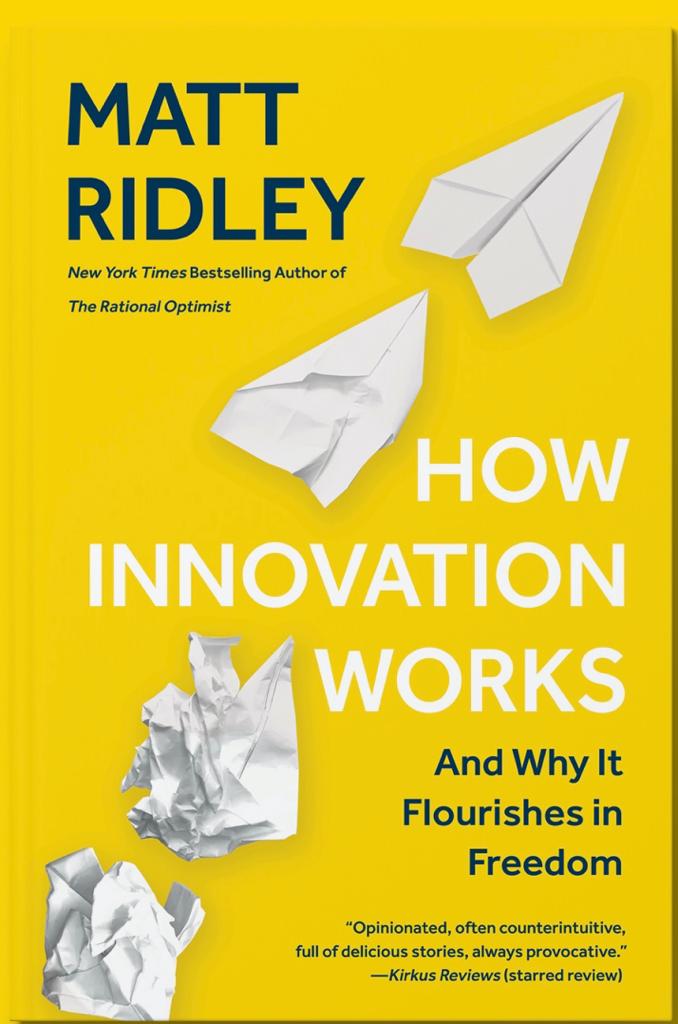 MATT
RIDLEY
New York Times Bestselling Author of
The Rational Optimist
HOW
INNOVATION
WORKS
And Why It
Flourishes in
Freedom
“Opinionated, often counterintuitive,
full of delicious stories, always provocative.”
—Kirkus Reviews (starred review)